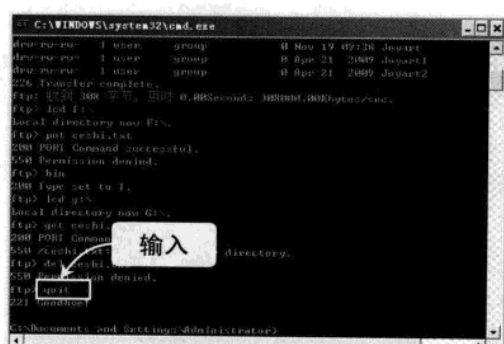 C:\WINDOWS\system32\cmd.exe
drw-rw-rw- 1 user group 0 Nov 19 09:36 Joyart
drw-rw-rw- 1 user group 0 Apr 21 2009 Joyart1
drw-rw-rw- 1 user group 0 Apr 21 2009 Joyart2
226 Transfer complete.
ftp: 收到 300 字节，用时 0.00Seconds 300000.00Kbytes/sec.
ftp> lcd f:\
Local directory now F:\.
ftp> put ceshi.txt
200 PORT Command successful.
550 Permission denied.
ftp> bin
200 Type set to I.
ftp> lcd g:\
Local directory now G:\.
ftp> get ceshi.
200 PORT Comman
550 /ceshi.txt: directory.
ftp> del ceshi.
550 Permission denied.
ftp> quit
221 Goodbye!
C:\Documents and Settings\Administrator>
输入